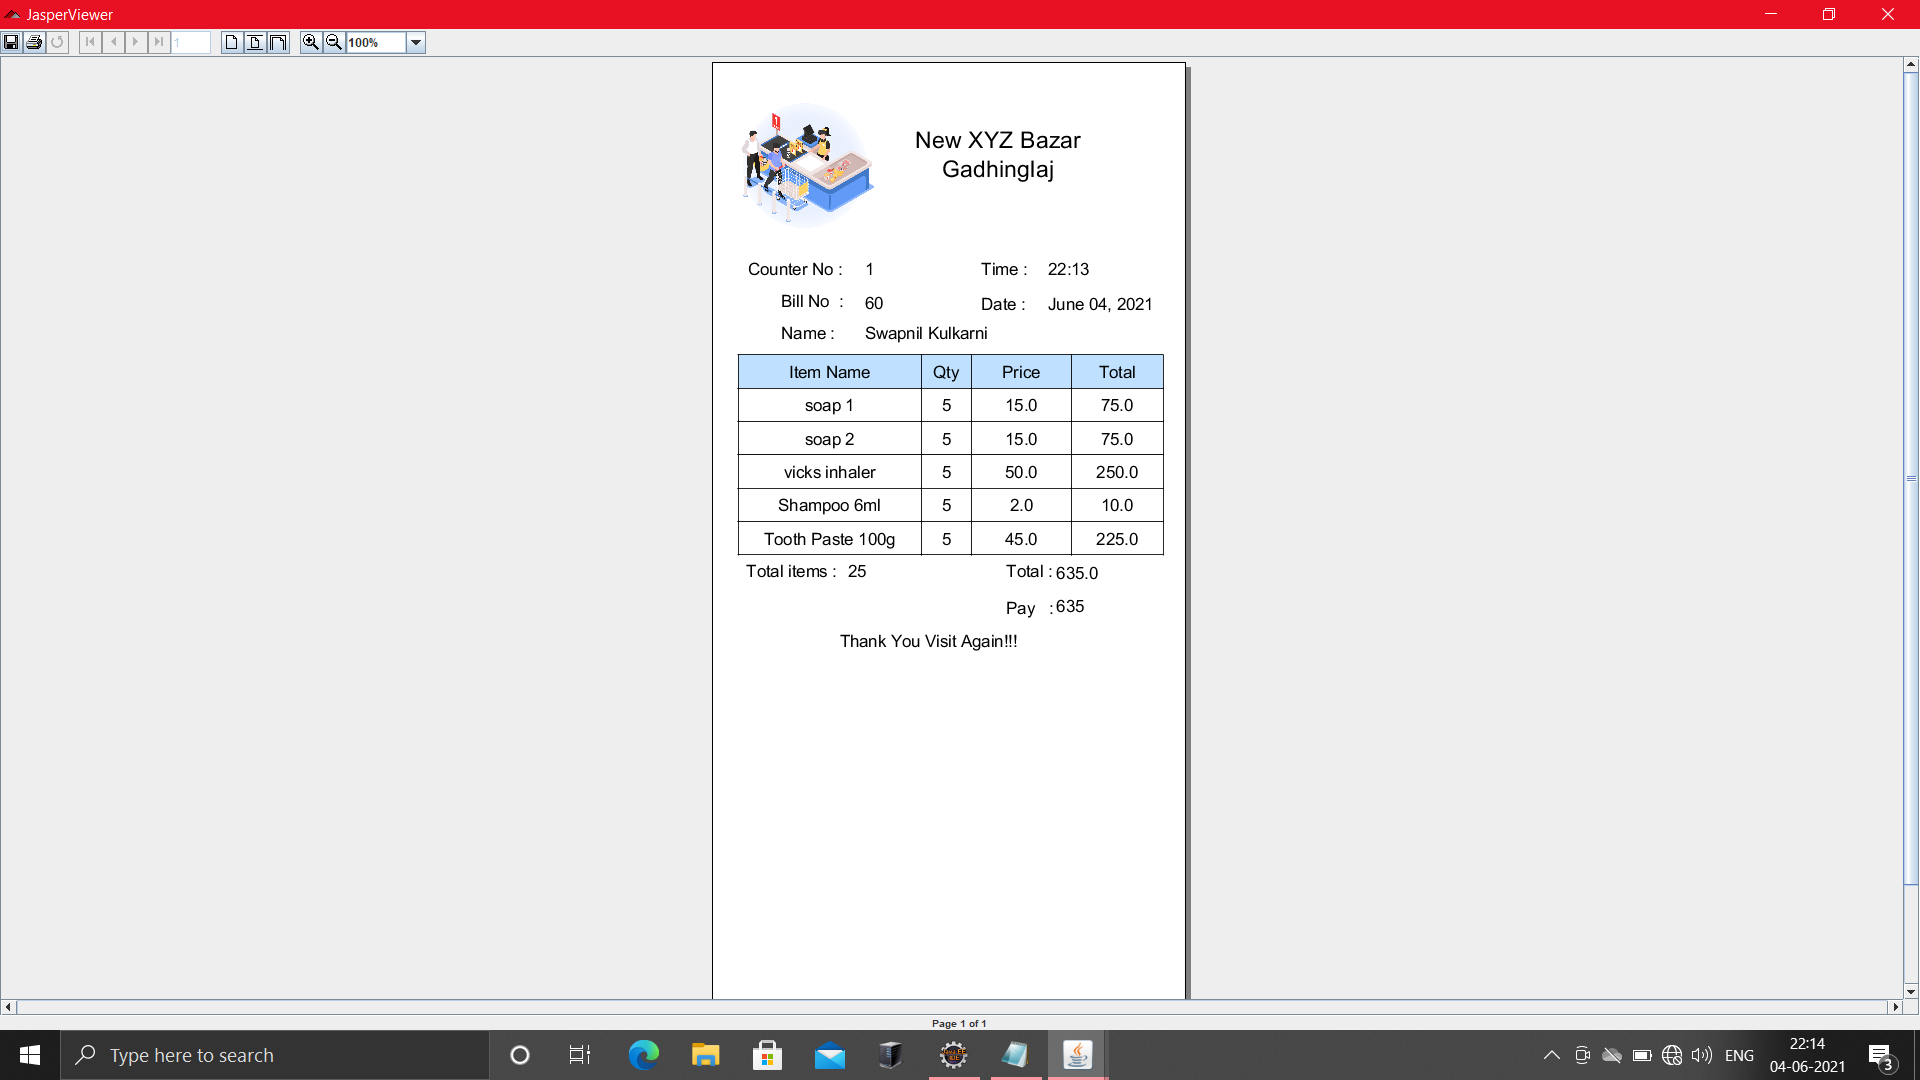 JasperViewer
1
100%
New XYZ Bazar
Gadhinglaj
Counter No : 1 Time : 22:13
Bill No : 60 Date : June 04, 2021
Name : Swapnil Kulkarni
Item Name Qty Price Total
soap 1 5 15.0 75.0
soap 2 5 15.0 75.0
vicks inhaler 5 50.0 250.0
Shampoo 6ml 5 2.0 10.0
Tooth Paste 100g 5 45.0 225.0
Total items : 25 Total : 635.0
Pay : 635
Thank You Visit Again!!!
Page 1 of 1
Type here to search
ENG
22:14
04-06-2021
3